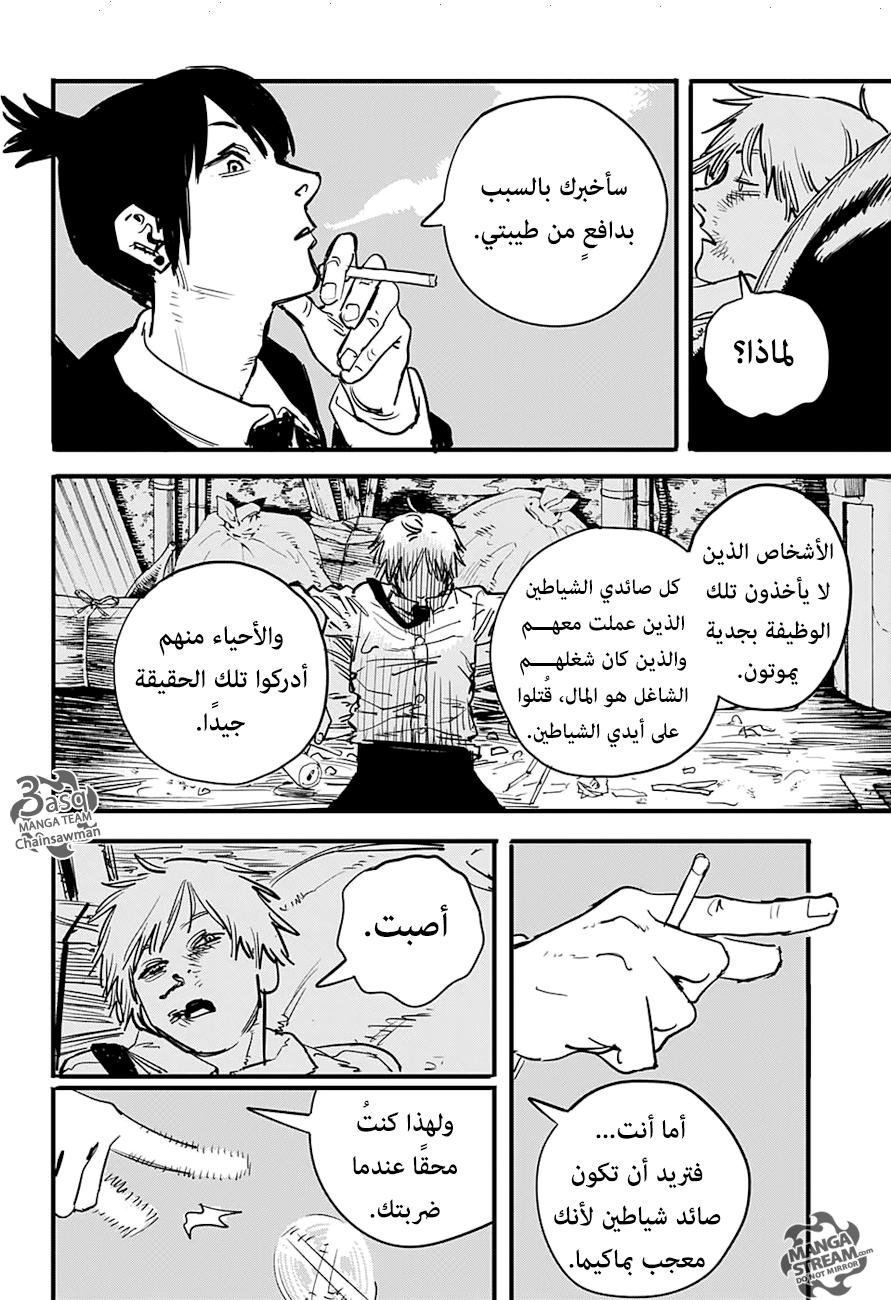 لماذا؟
سأخبرك بالسبب
بدافعٍ من طيبتي.
الأشخاص الذين
لا يأخذون تلك
الوظيفة بجدية
يموتون.
كل صائدي الشياطين
الذين عملت معهـــم
والذين كان شغلهـــم
الشاغل هو المال، قُتلوا
على أيدي الشياطين.
والأحياء منهم
أدركوا تلك الحقيقة
جيدًا.
3asq
MANGA TEAM
Chainsawman
أما أنت...
فتريد أن تكون
صائد شياطين لأنك
معجب بماكيما.
أصبت.
ولهذا كنتُ
محقًا عندما
ضربتك.
MANGA
STREAM.com
DO NOT MIRROR!